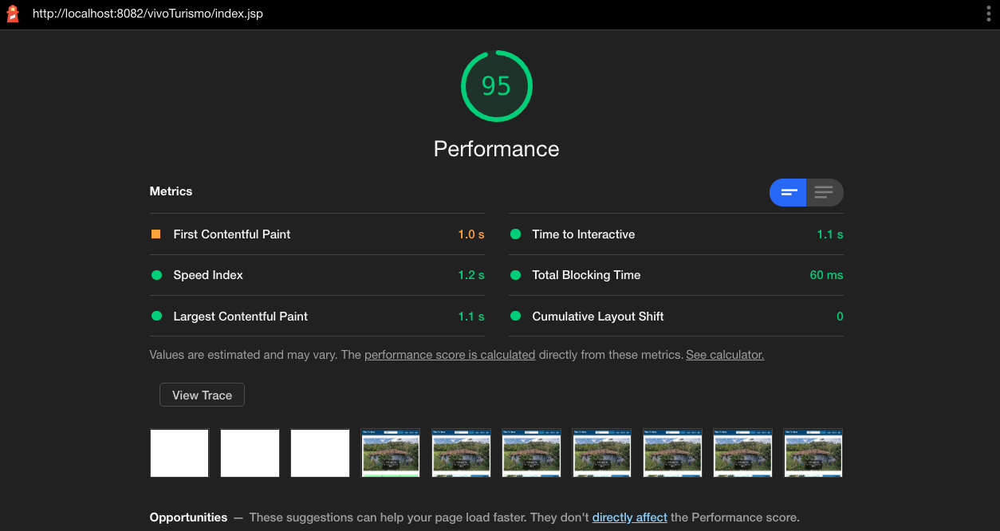 http://localhost:8082/vivoTurismo/index.jsp
95
Performance
Metrics
First Contentful Paint 1.0 s
Time to Interactive 1.1 s
Speed Index 1.2 s
Total Blocking Time 60 ms
Largest Contentful Paint 1.1 s
Cumulative Layout Shift 0
Values are estimated and may vary. The performance score is calculated directly from these metrics. See calculator.
View Trace
Opportunities — These suggestions can help your page load faster. They don't directly affect the Performance score.